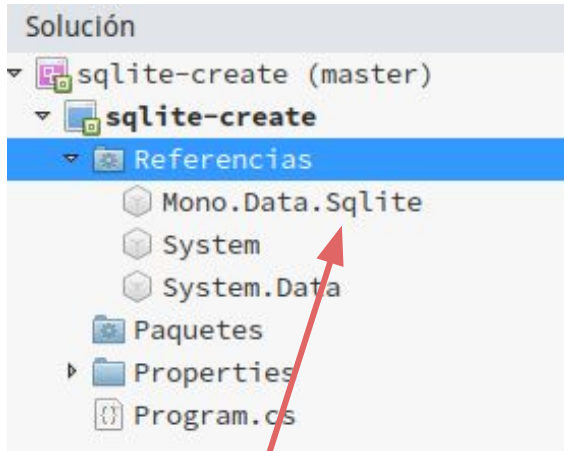 Solución
sqlite-create (master)
sqlite-create
Referencias
Mono.Data.Sqlite
System
System.Data
Paquetes
Properties
Program.cs